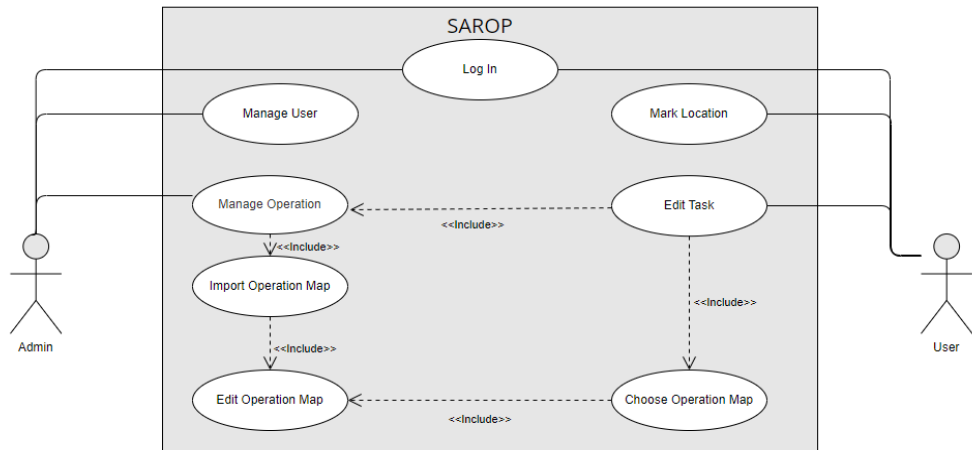 SAROP
Log In
Manage User
Mark Location
Manage Operation
Edit Task
<<Include>>
<<Include>>
Import Operation Map
<<Include>>
Admin
User
<<Include>>
Edit Operation Map
Choose Operation Map
<<Include>>